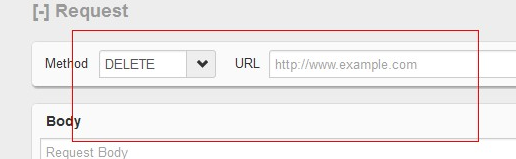 [-] Request
Method DELETE URL http://www.example.com
Body
Request Body